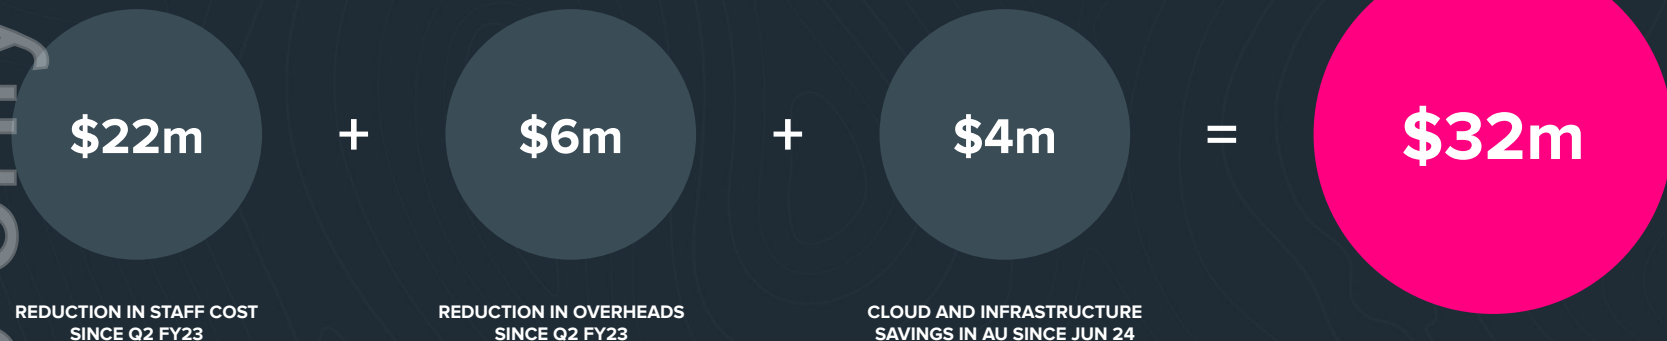 $22m + $6m + $4m = $32m
REDUCTION IN STAFF COST
SINCE Q2 FY23
REDUCTION IN OVERHEADS
SINCE Q2 FY23
CLOUD AND INFRASTRUCTURE
SAVINGS IN AU SINCE JUN 24